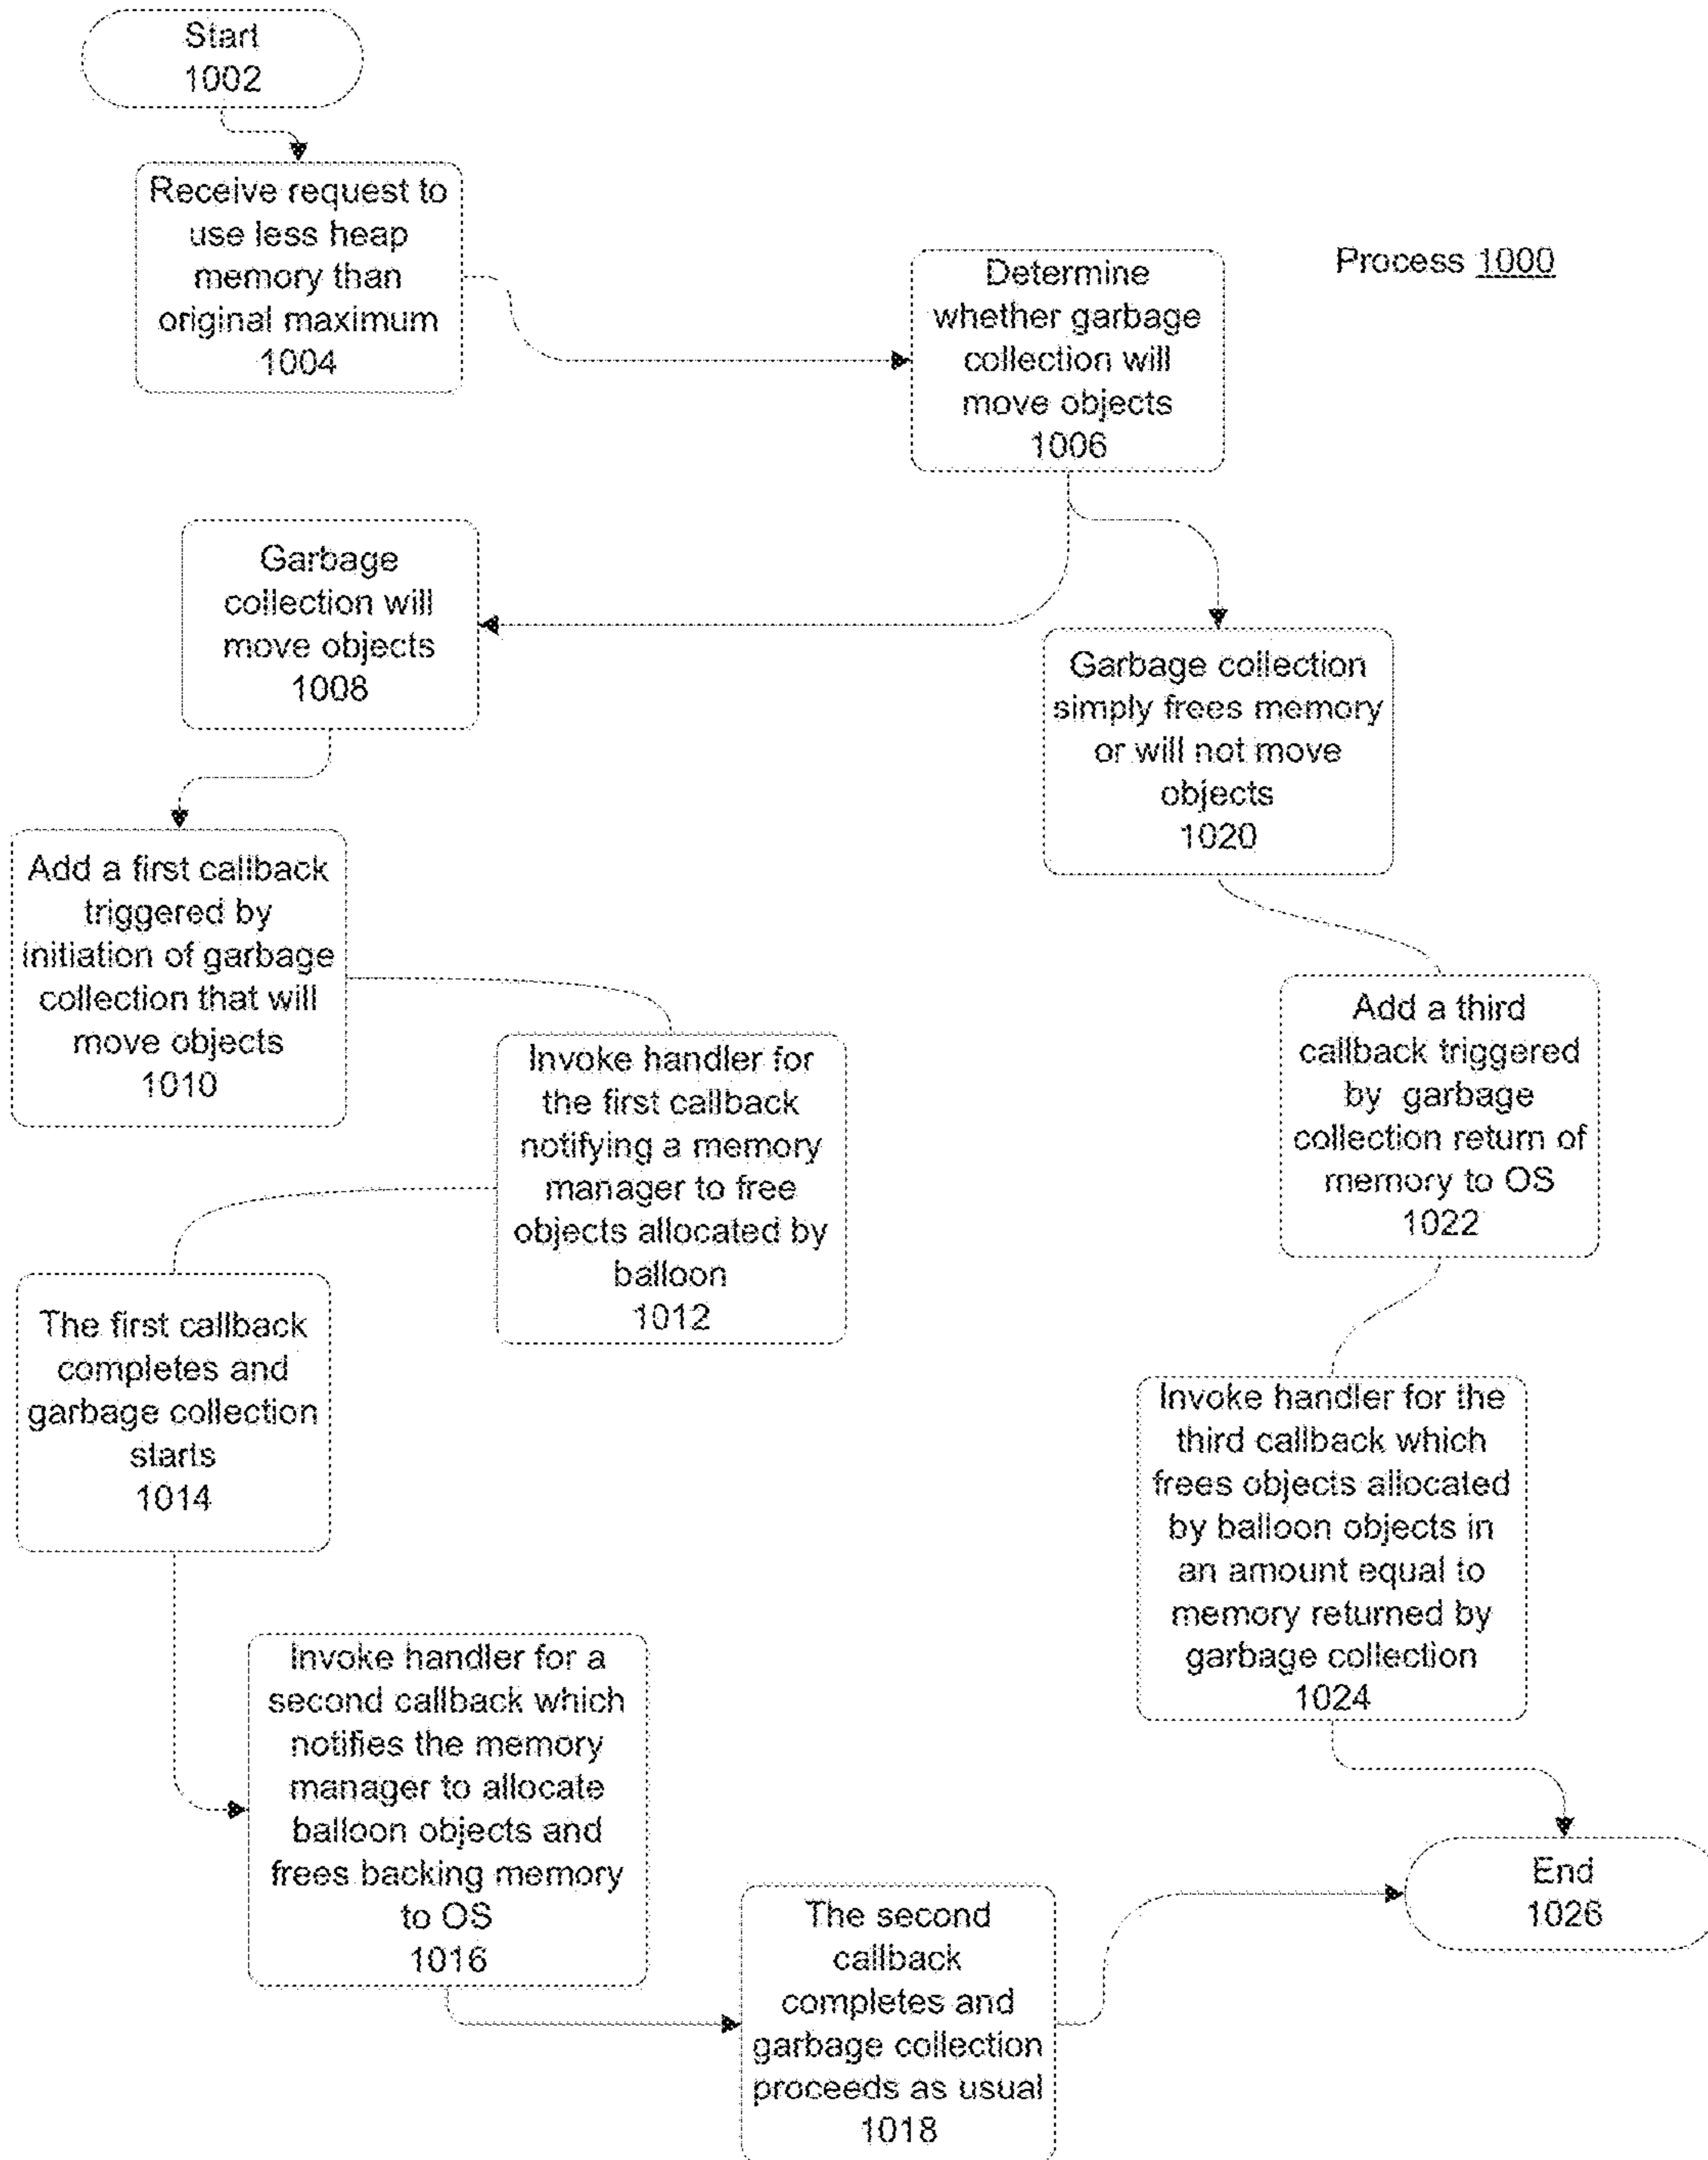 Start
1002
Receive request to
use less heap
memory than
original maximum
1004
Process 1000
Determine
whether garbage
collection will
move objects
1006
Garbage
collection will
move objects
1008
Garbage collection
simply frees memory
or will not move
objects
1020
Add a first callback
triggered by
initiation of garbage
collection that will
move objects
1010
Invoke handler for
the first callback
notifying a memory
manager to free
objects allocated by
balloon
1012
Add a third
callback triggered
by garbage
collection return of
memory to OS
1022
The first callback
completes and
garbage collection
starts
1014
Invoke handler for the
third callback which
frees objects allocated
by balloon objects in
an amount equal to
memory returned by
garbage collection
1024
Invoke handler for a
second callback which
notifies the memory
manager to allocate
balloon objects and
frees backing memory
to OS
1016
The second
callback
completes and
garbage collection
proceeds as usual
1018
End
1026